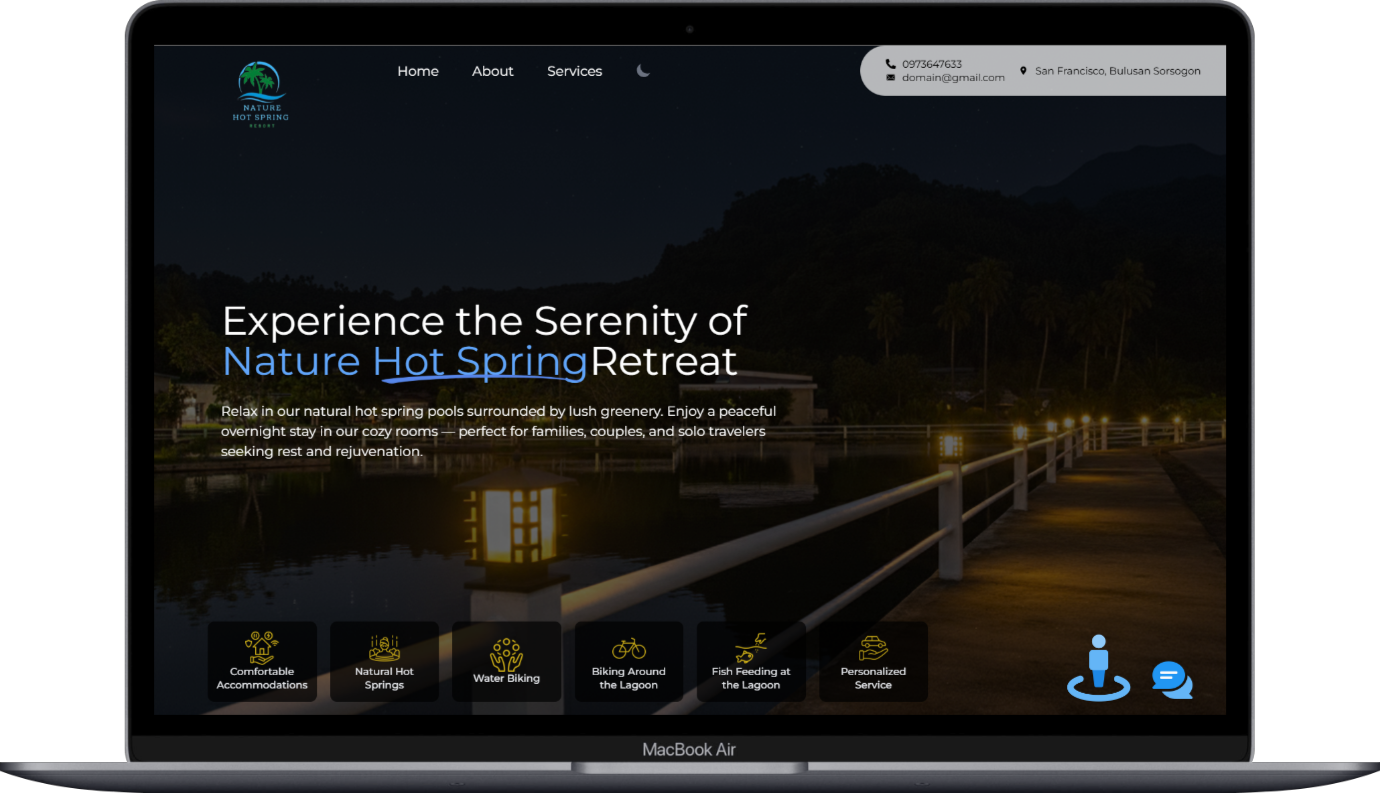 Home About Services
0973647633
domain@gmail.com
San Francisco, Bulusan Sorsogon
NATURE
HOT SPRING
RESORT
Experience the Serenity of
Nature Hot SpringRetreat
Relax in our natural hot spring pools surrounded by lush greenery. Enjoy a peaceful
overnight stay in our cozy rooms — perfect for families, couples, and solo travelers
seeking rest and rejuvenation.
Comfortable
Accommodations
Natural Hot
Springs
Water Biking
Biking Around
the Lagoon
Fish Feeding at
the Lagoon
Personalized
Service
MacBook Air